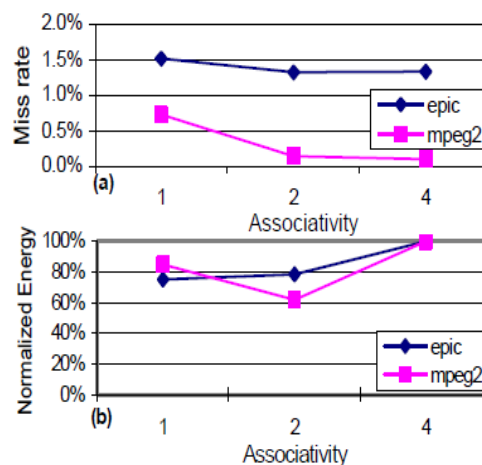 Miss rate
2.0%
1.5%
1.0%
0.5%
0.0%
epic
mpeg2
(a)
1 2 4
Associativity
Normalized Energy
100%
80%
60%
40%
20%
0%
epic
mpeg2
(b)
1 2 4
Associativity